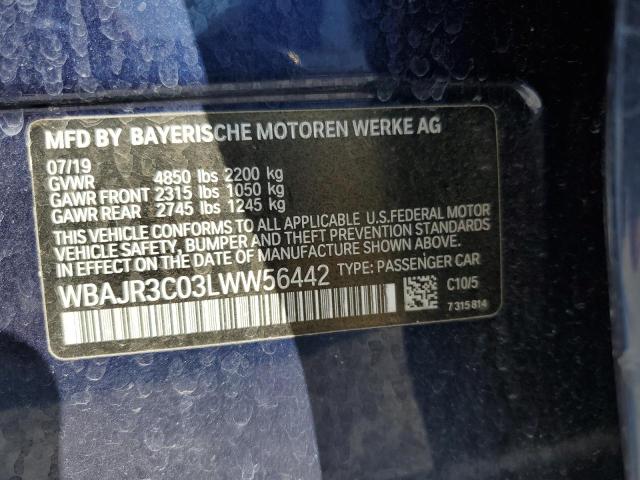 MFD BY BAYERISCHE MOTOREN WERKE AG
07/19
GVWR 4850 lbs 2200 kg
GAWR FRONT 2315 lbs 1050 kg
GAWR REAR 2745 lbs 1245 kg
THIS VEHICLE CONFORMS TO ALL APPLICABLE U.S.FEDERAL MOTOR
VEHICLE SAFETY, BUMPER AND THEFT PREVENTION STANDARDS
IN EFFECT ON THE DATE OF MANUFACTURE SHOWN ABOVE.
WBAJR3C03LWW56442 TYPE: PASSENGER CAR
C10/5
7315814